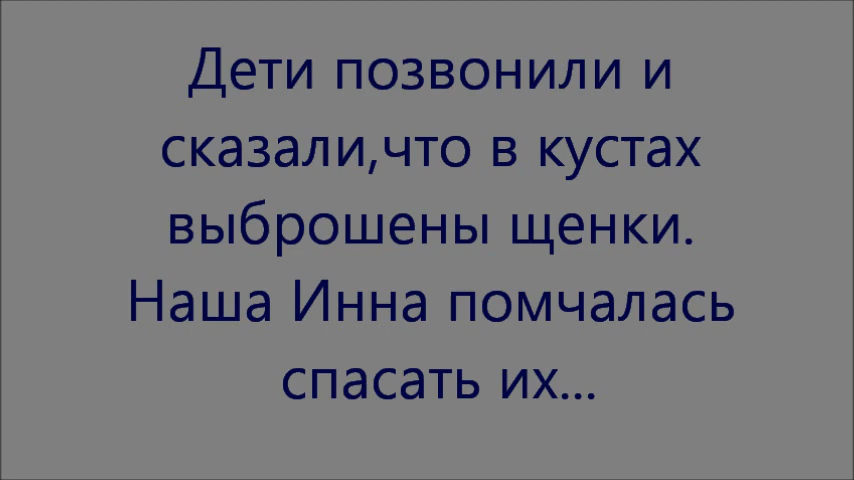 Дети позвонили и
сказали,что в кустах
выброшены щенки.
Наша Инна помчалась
спасать их...